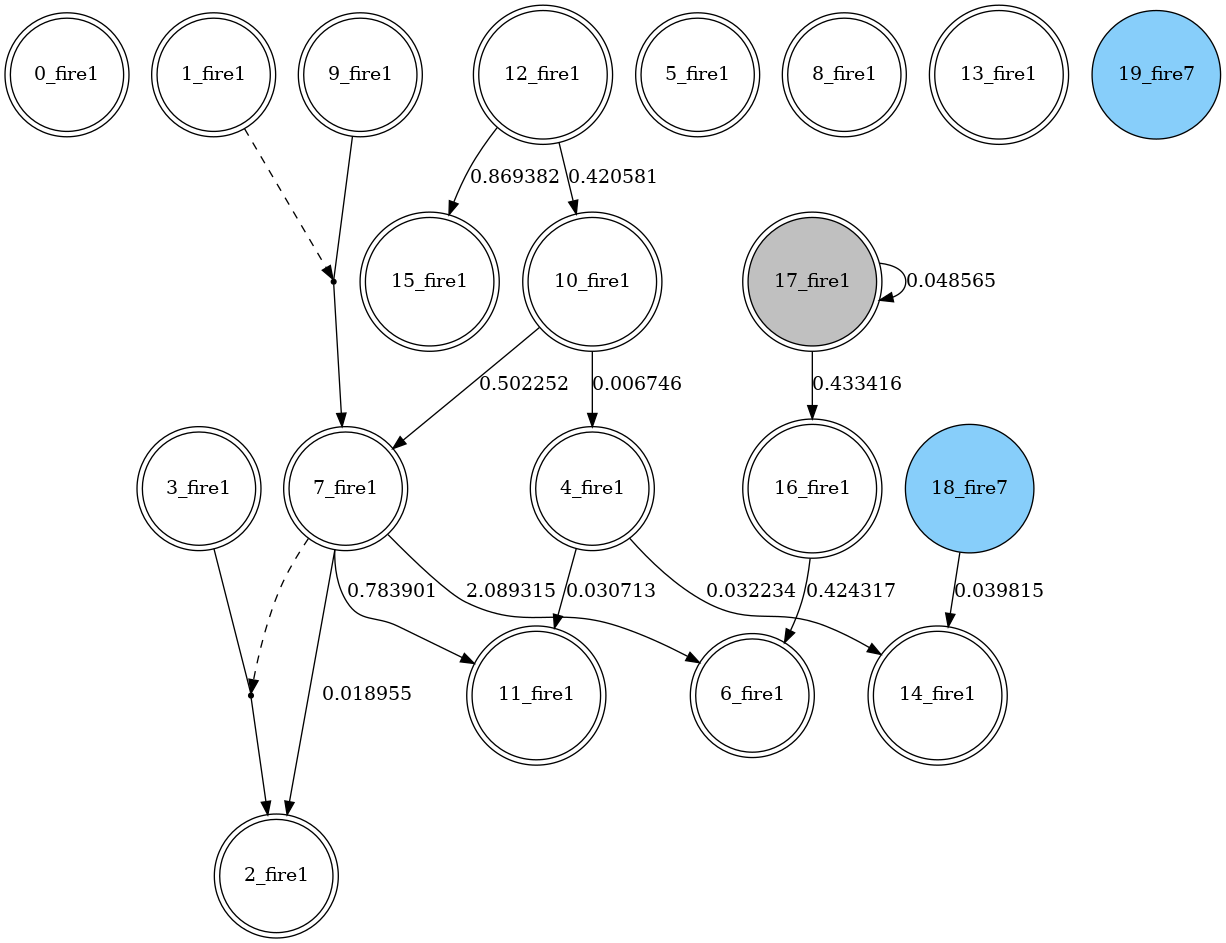 0_fire1
1_fire1
9_fire1
12_fire1
5_fire1
8_fire1
13_fire1
19_fire7
0.869382
0.420581
15_fire1
10_fire1
17_fire1
0.048565
0.502252
0.006746
0.433416
3_fire1
7_fire1
4_fire1
16_fire1
18_fire7
0.783901
2.089315
0.030713
0.032234
0.424317
0.039815
0.018955
11_fire1
6_fire1
14_fire1
2_fire1